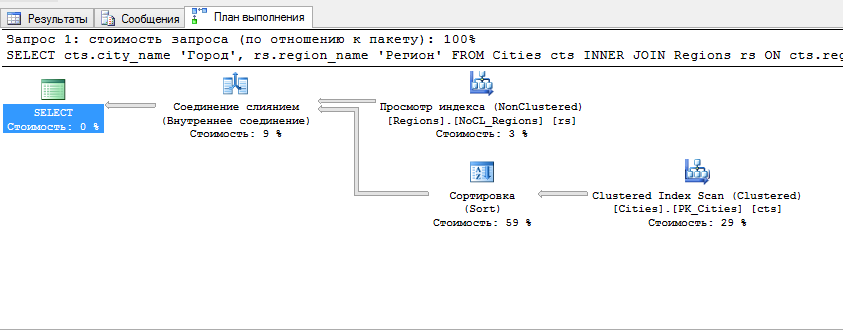 Результаты
Сообщения
План выполнения
Запрос 1: стоимость запроса (по отношению к пакету): 100%
SELECT cts.city_name 'Город', rs.region_name 'Регион' FROM Cities cts INNER JOIN Regions rs ON cts.reg
SELECT
Стоимость: 0 %
Соединение слиянием
(Внутреннее соединение)
Стоимость: 9 %
Просмотр индекса (NonClustered)
[Regions].[NoCL_Regions] [rs]
Стоимость: 3 %
Сортировка
(Sort)
Стоимость: 59 %
Clustered Index Scan (Clustered)
[Cities].[PK_Cities] [cts]
Стоимость: 29 %